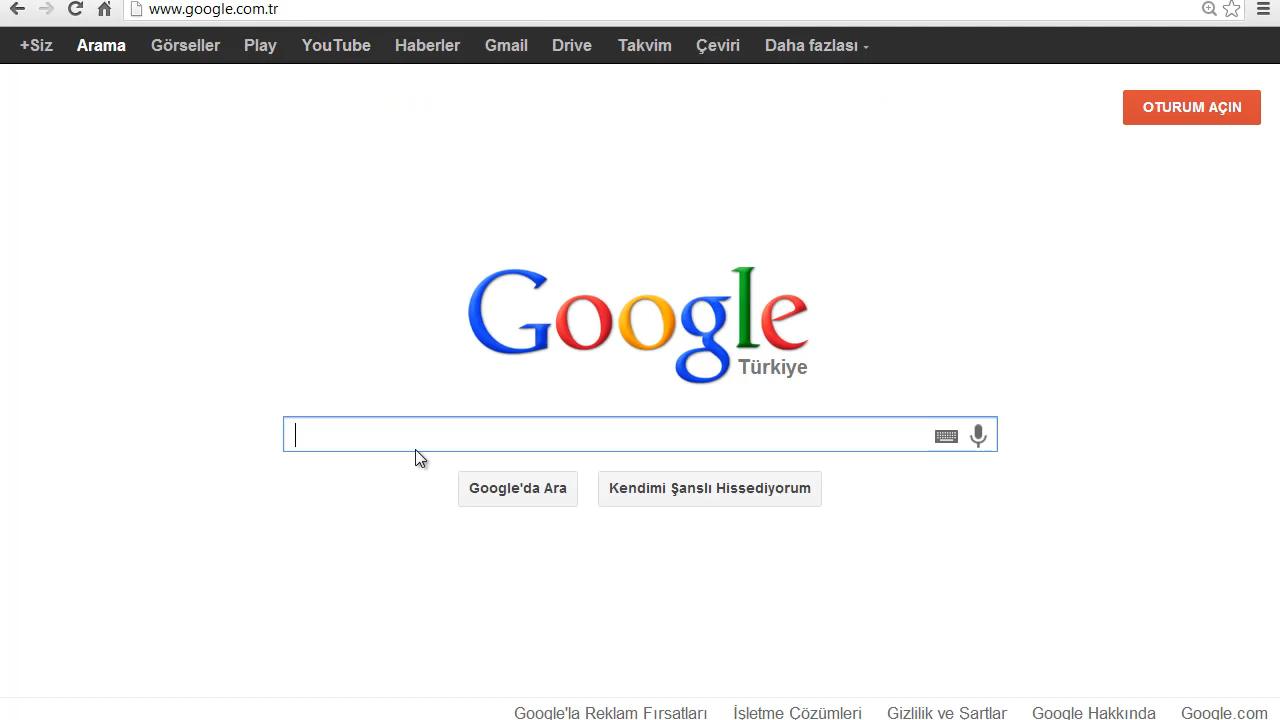 www.google.com.tr
+Siz Arama Görseller Play YouTube Haberler Gmail Drive Takvim Çeviri Daha fazlası
OTURUM AÇIN
Google
Türkiye
Google'da Ara Kendimi Şanslı Hissediyorum
Google'la Reklam Fırsatları İşletme Çözümleri Gizlilik ve Şartlar Google Hakkında Google.com